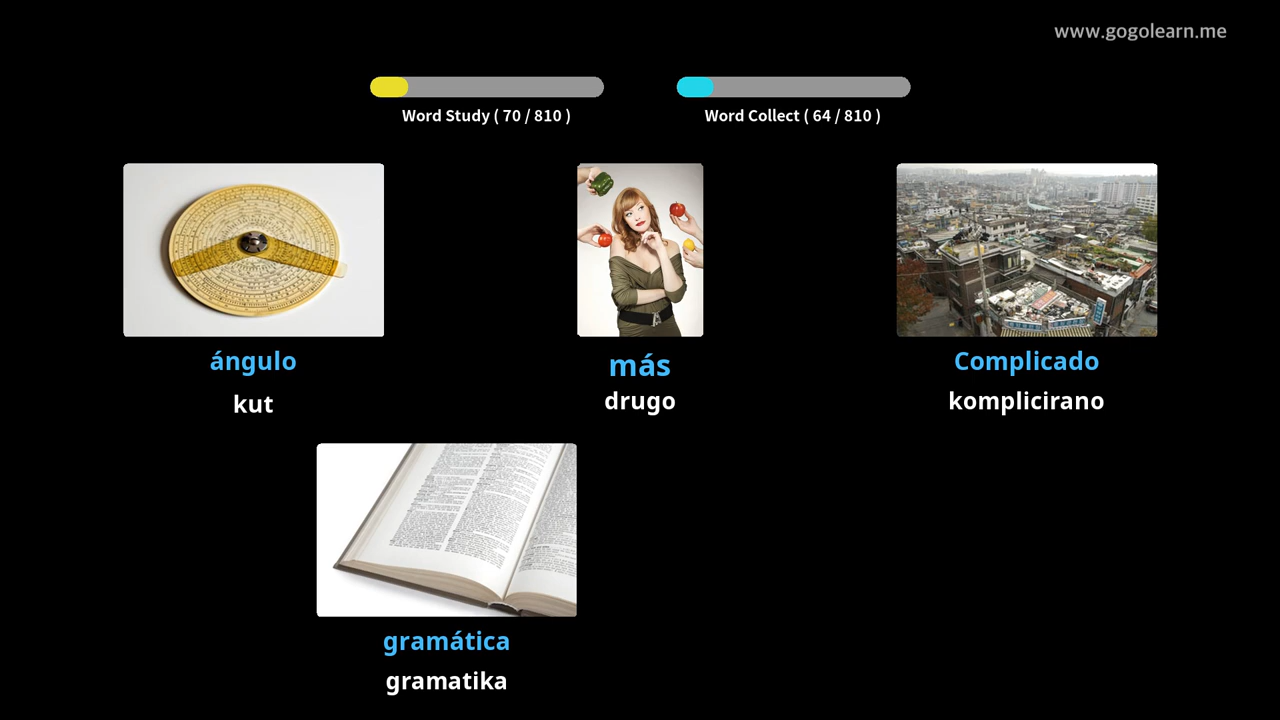 www.gogolearn.me
Word Study ( 70 / 810 )
Word Collect ( 64 / 810 )
ángulo
kut
más
drugo
Complicado
komplicirano
gramática
gramatika